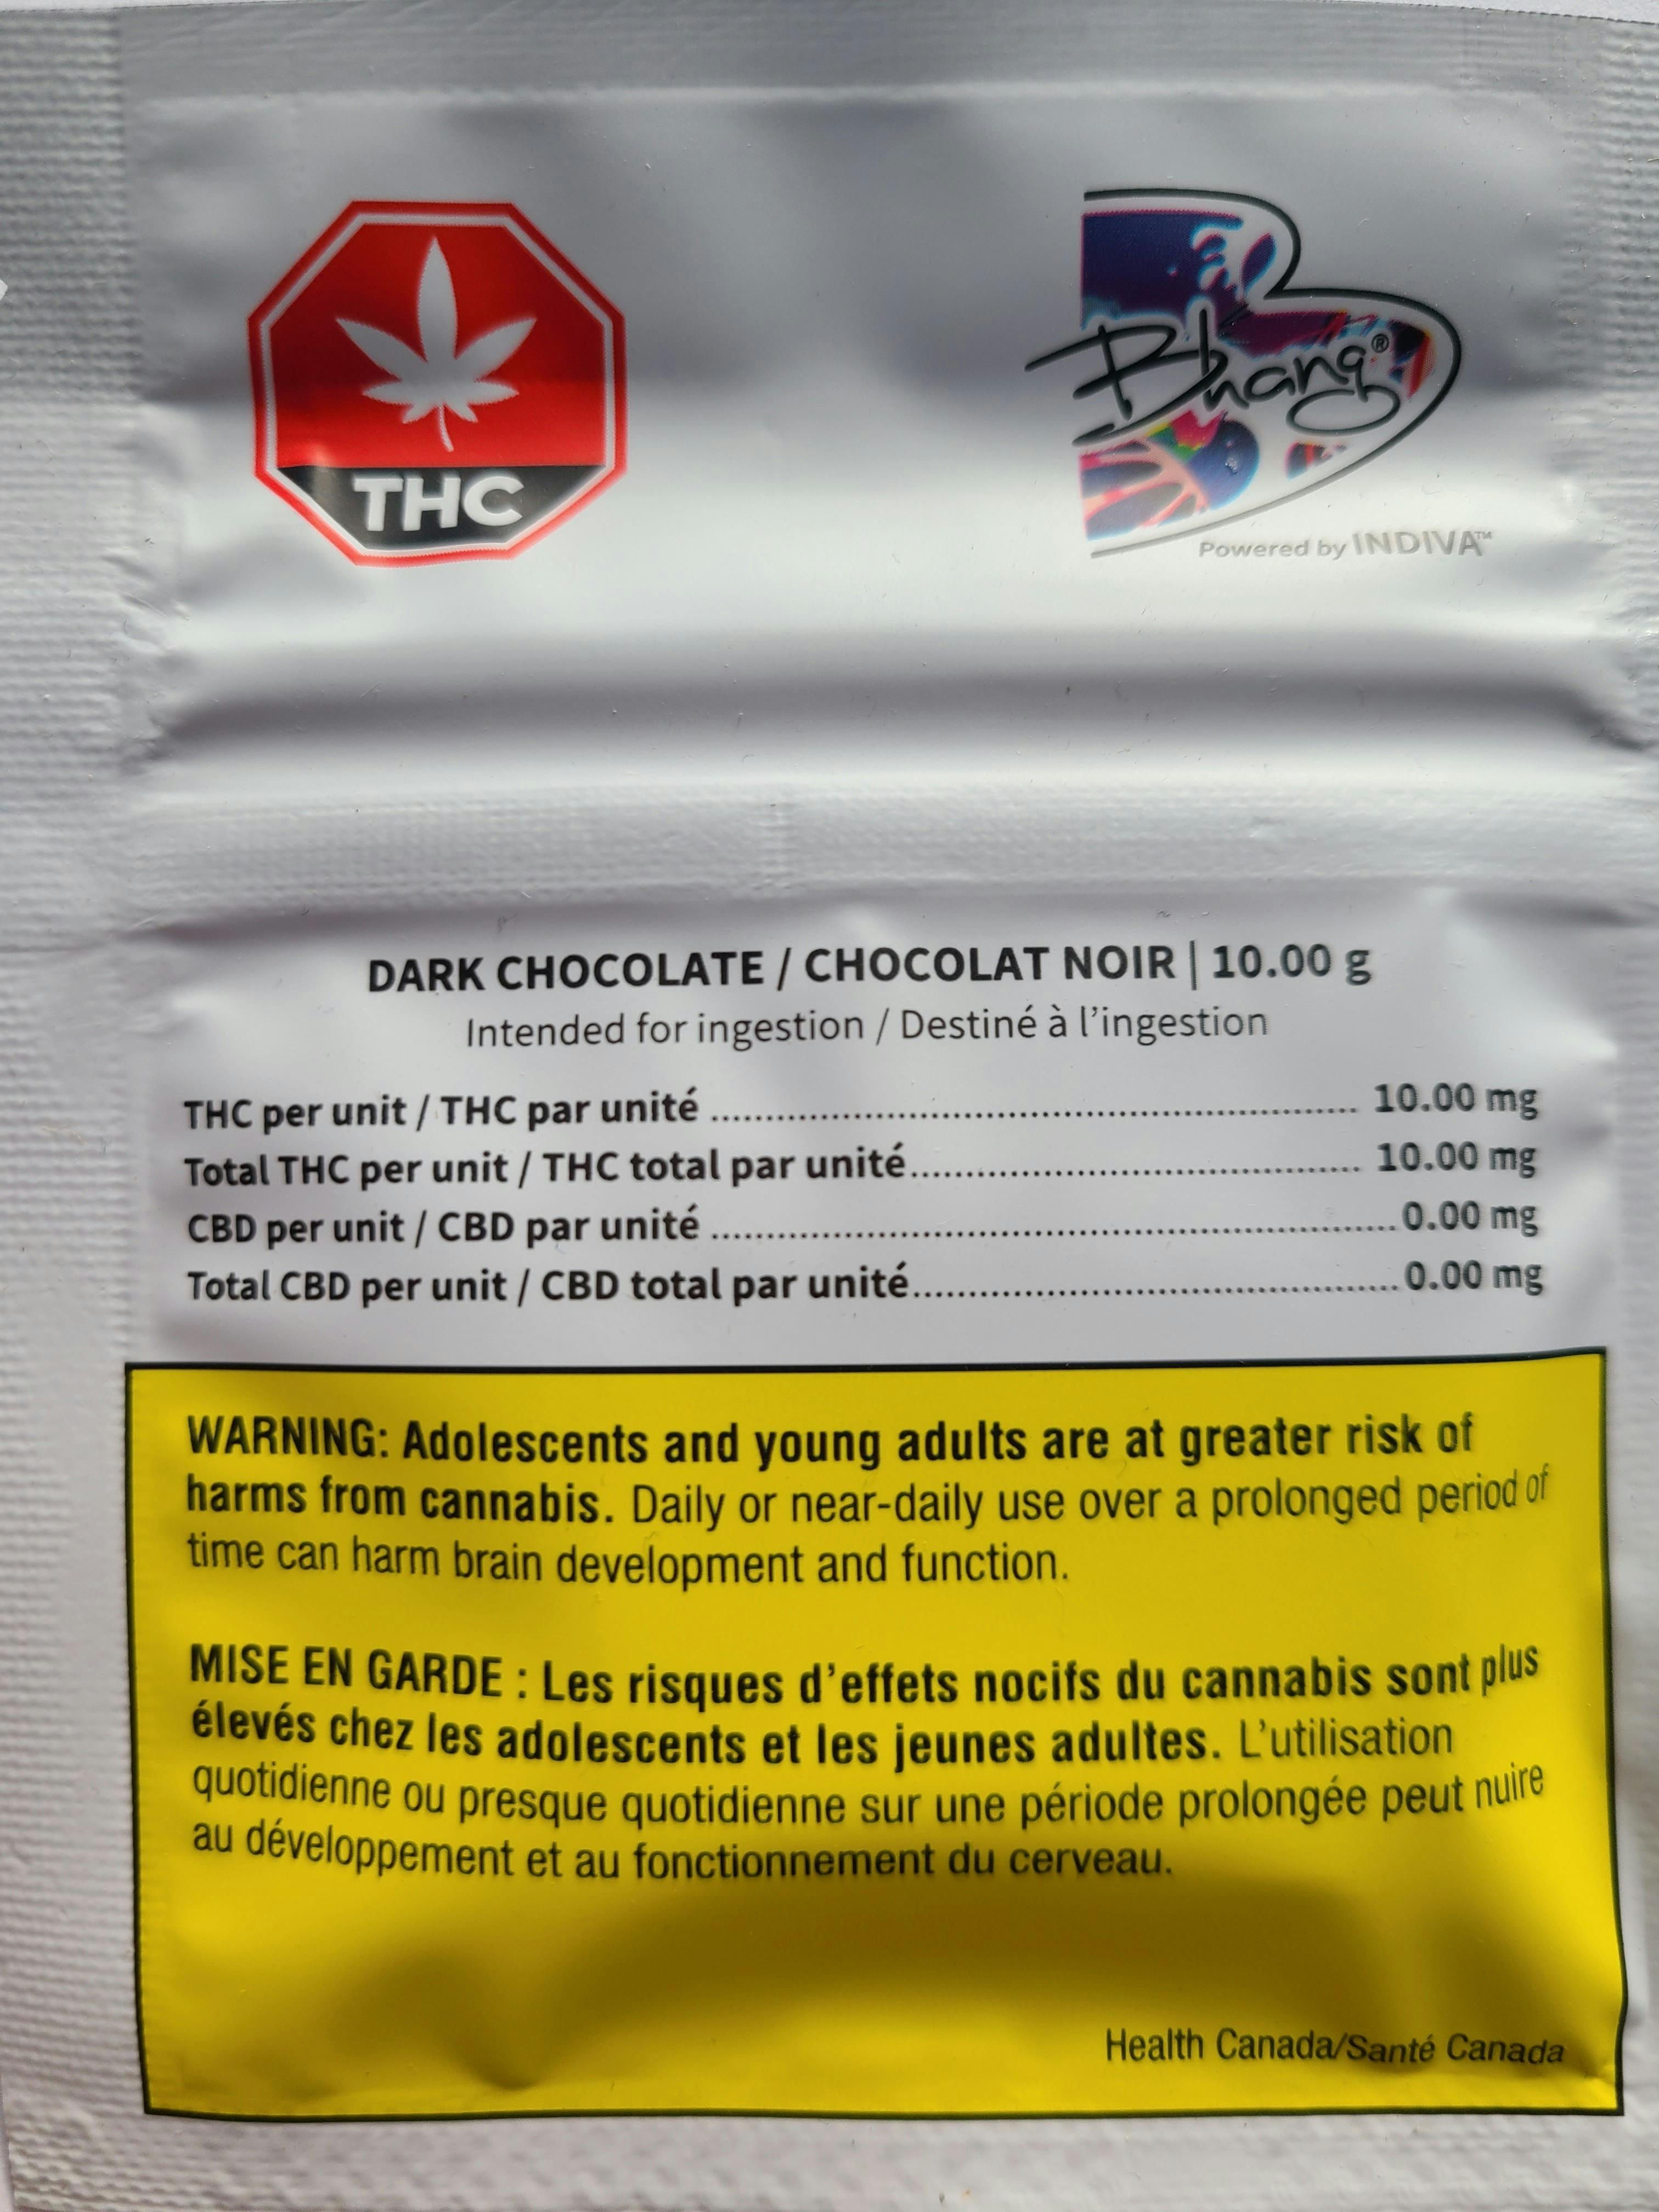 THC
Bhang®
Powered by INDIVA™
DARK CHOCOLATE / CHOCOLAT NOIR | 10.00 g
Intended for ingestion / Destiné à l'ingestion
THC per unit / THC par unité ........ 10.00 mg
Total THC per unit / THC total par unité........ 10.00 mg
CBD per unit / CBD par unité ........ 0.00 mg
Total CBD per unit / CBD total par unité........ 0.00 mg
WARNING: Adolescents and young adults are at greater risk of
harms from cannabis. Daily or near-daily use over a prolonged period of
time can harm brain development and function.
MISE EN GARDE : Les risques d'effets nocifs du cannabis sont plus
élevés chez les adolescents et les jeunes adultes. L'utilisation
quotidienne ou presque quotidienne sur une période prolongée peut nuire
au développement et au fonctionnement du cerveau.
Health Canada/Santé Canada